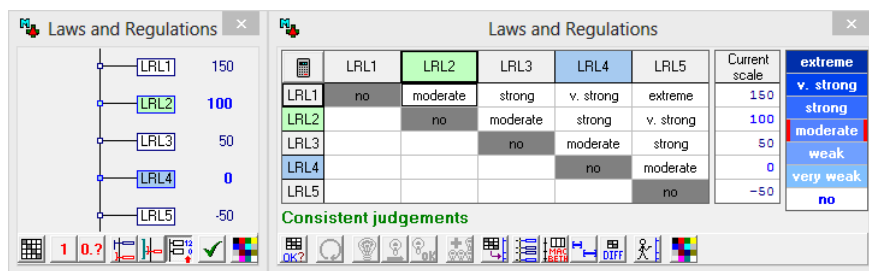 Laws and Regulations ×
LRL1 150
LRL2 100
LRL3 50
LRL4 0
LRL5 -50
1 0.?
Laws and Regulations ×
LRL1 LRL2 LRL3 LRL4 LRL5 Current scale
LRL1 no moderate strong v. strong extreme 150
LRL2 no moderate strong v. strong 100
LRL3 no moderate strong 50
LRL4 no moderate 0
LRL5 no -50
extreme
v. strong
strong
moderate
weak
very weak
no
Consistent judgements
OK? OK MAC BETH DIFF